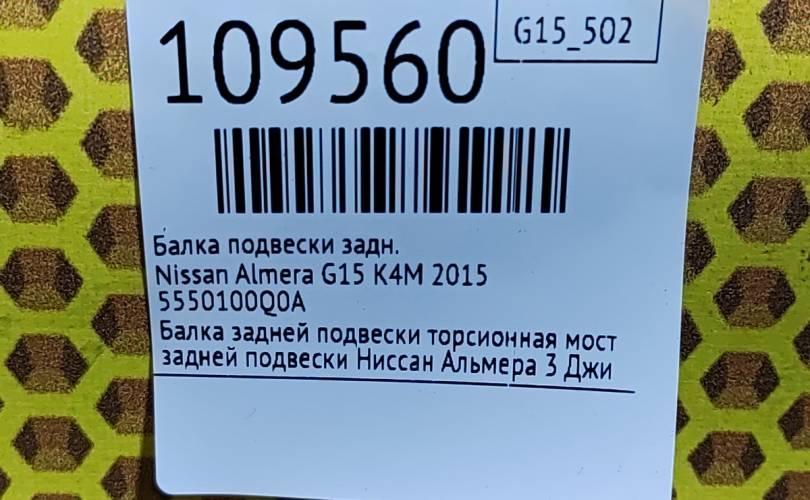 109560
G15_502
Балка подвески задн.
Nissan Almera G15 K4M 2015
5550100Q0A
Балка задней подвески торсионная мост
задней подвески Ниссан Альмера 3 Джи